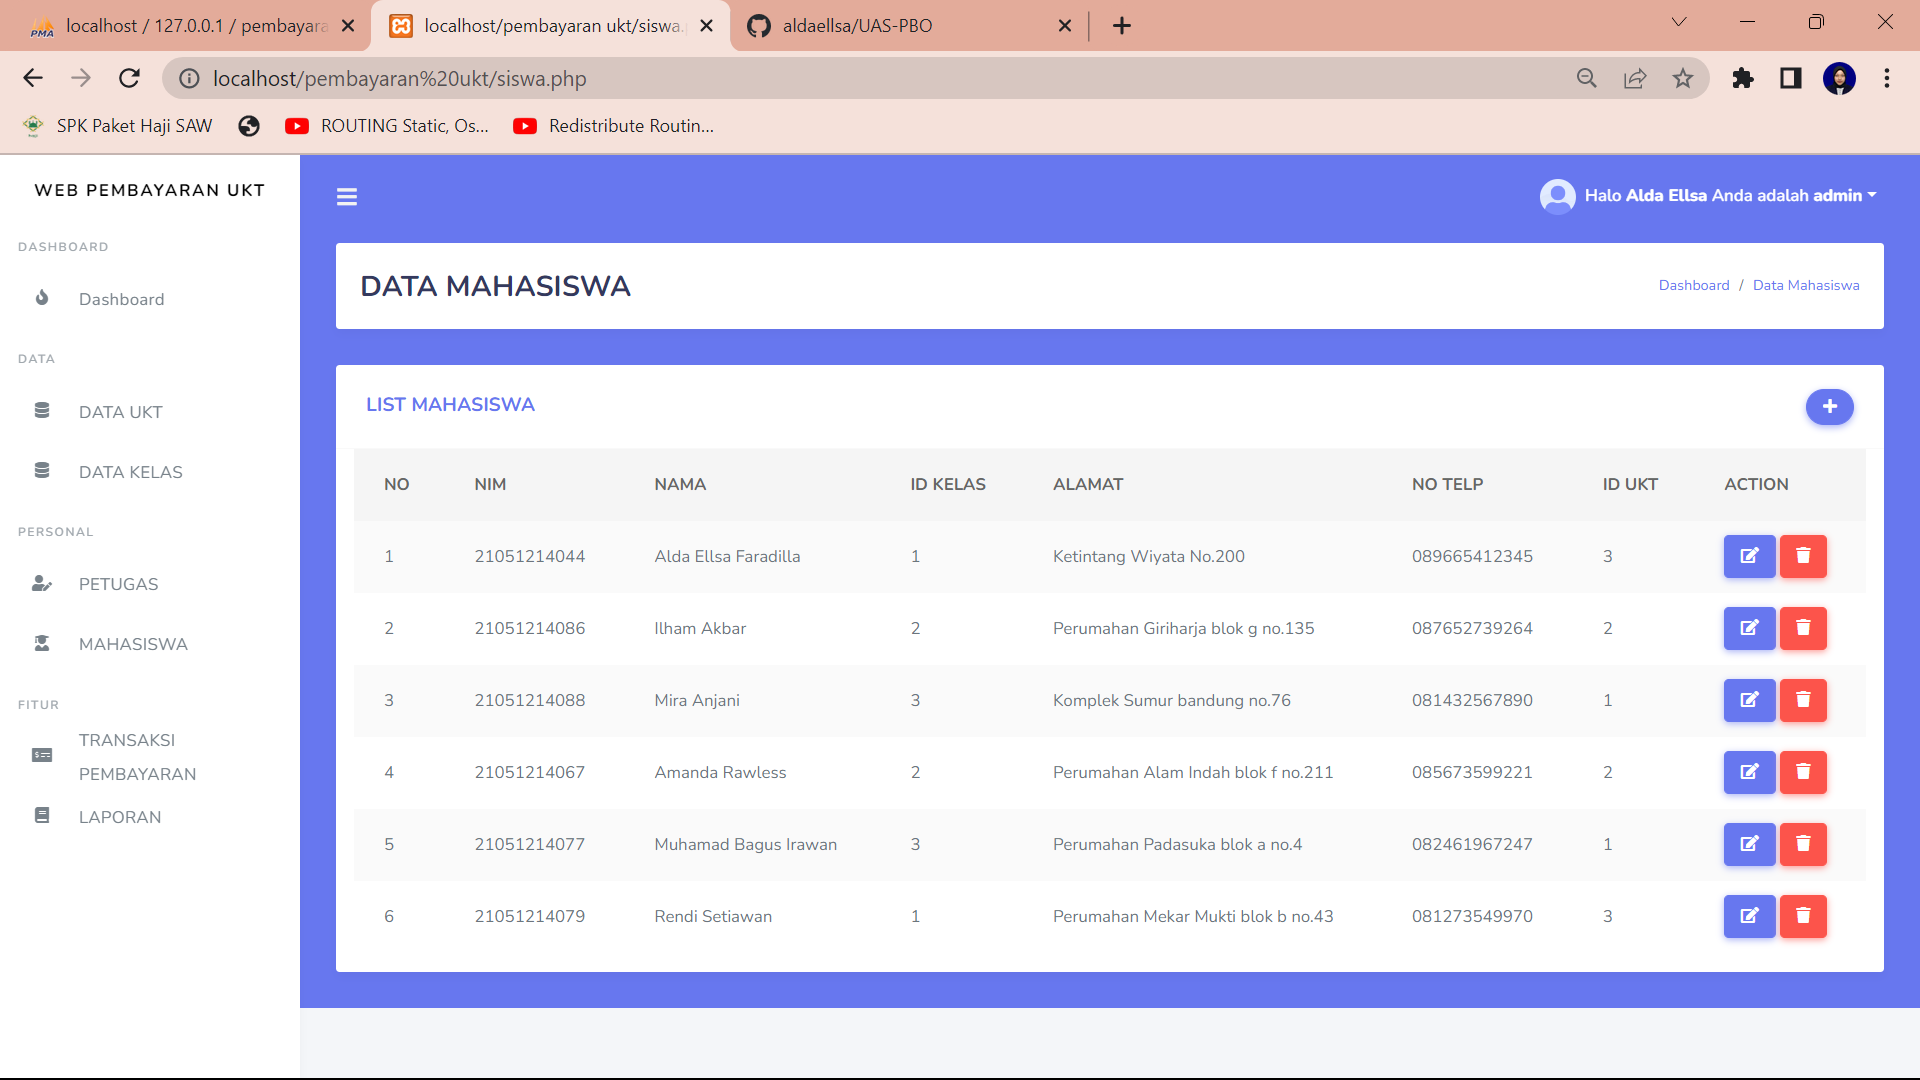 localhost / 127.0.0.1 / pembayara
localhost/pembayaran ukt/siswa.
aldaellsa/UAS-PBO
localhost/pembayaran%20ukt/siswa.php
SPK Paket Haji SAW
ROUTING Static, Os...
Redistribute Routin...
WEB PEMBAYARAN UKT
DASHBOARD
Dashboard
DATA
DATA UKT
DATA KELAS
PERSONAL
PETUGAS
MAHASISWA
FITUR
TRANSAKSI
PEMBAYARAN
LAPORAN
Halo Alda Ellsa Anda adalah admin
DATA MAHASISWA
Dashboard / Data Mahasiswa
LIST MAHASISWA
NO NIM NAMA ID KELAS ALAMAT NO TELP ID UKT ACTION
1 21051214044 Alda Ellsa Faradilla 1 Ketintang Wiyata No.200 089665412345 3
2 21051214086 Ilham Akbar 2 Perumahan Giriharja blok g no.135 087652739264 2
3 21051214088 Mira Anjani 3 Komplek Sumur bandung no.76 081432567890 1
4 21051214067 Amanda Rawless 2 Perumahan Alam Indah blok f no.211 085673599221 2
5 21051214077 Muhamad Bagus Irawan 3 Perumahan Padasuka blok a no.4 082461967247 1
6 21051214079 Rendi Setiawan 1 Perumahan Mekar Mukti blok b no.43 081273549970 3